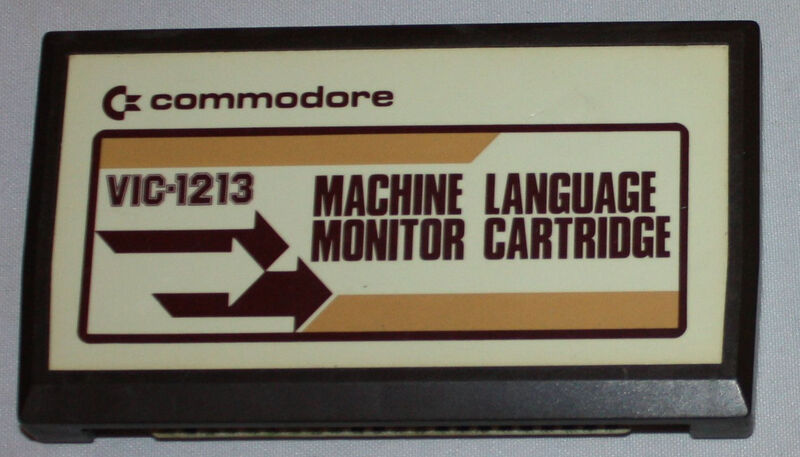 commodore
VIC-1213
MACHINE LANGUAGE
MONITOR CARTRIDGE